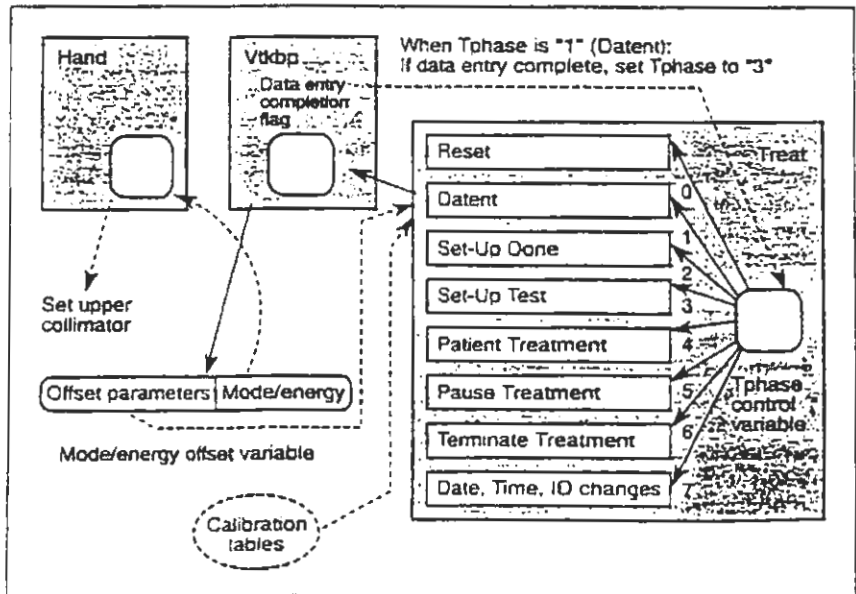 Hand
Vtkbp
Data entry
completion
flag
When Tphase is "1" (Datent):
If data entry complete, set Tphase to "3"
Treat
Reset
0
Datent
1
Set-Up Done
2
Set-Up Test
3
Patient Treatment
4
Pause Treatment
5
Terminate Treatment
6
Date, Time, ID changes
7
Tphase
control
variable
Set upper
collimator
Offset parameters Mode/energy
Mode/energy offset variable
Calibration
tables